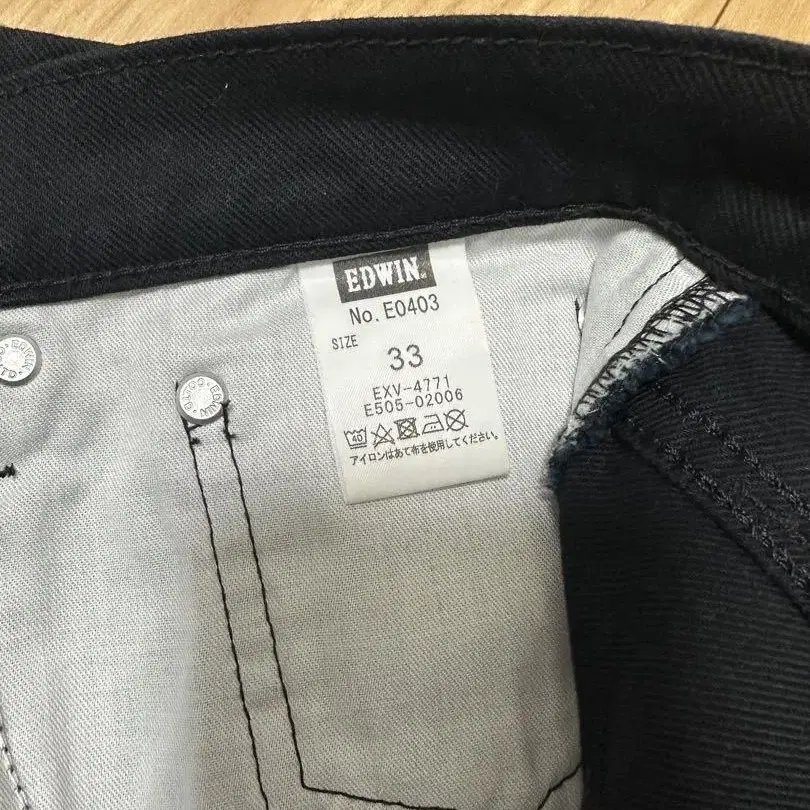 EDWIN.
No. E0403
SIZE
33
EXV-4771
E505-02006
40
アイロンはあて布を使用してください。
EDWIN